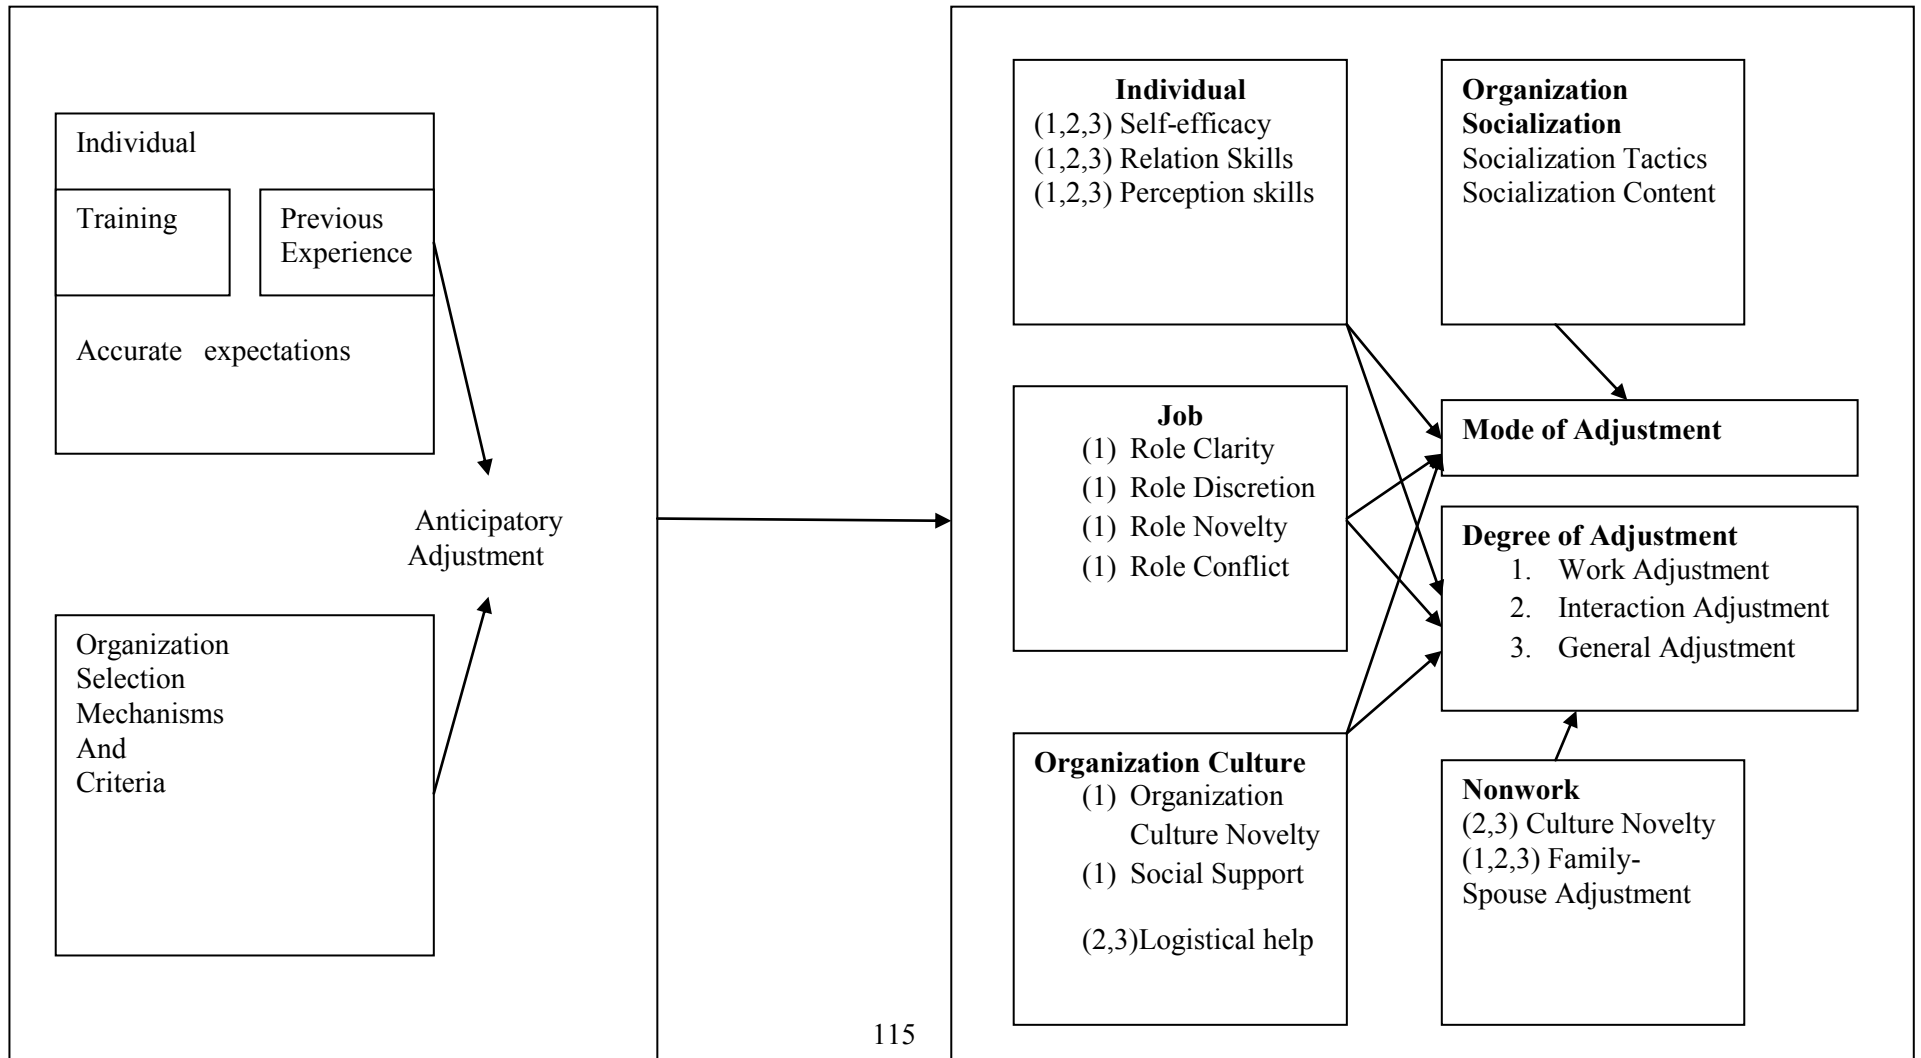 Individual
Training
Previous
Experience
Accurate expectations
Anticipatory
Adjustment
Organization
Selection
Mechanisms
And
Criteria
Individual
(1,2,3) Self-efficacy
(1,2,3) Relation Skills
(1,2,3) Perception skills
Organization
Socialization
Socialization Tactics
Socialization Content
Job
(1) Role Clarity
(1) Role Discretion
(1) Role Novelty
(1) Role Conflict
Mode of Adjustment
Degree of Adjustment
1. Work Adjustment
2. Interaction Adjustment
3. General Adjustment
Organization Culture
(1) Organization
Culture Novelty
(1) Social Support
(2,3)Logistical help
Nonwork
(2,3) Culture Novelty
(1,2,3) Family-
Spouse Adjustment
115